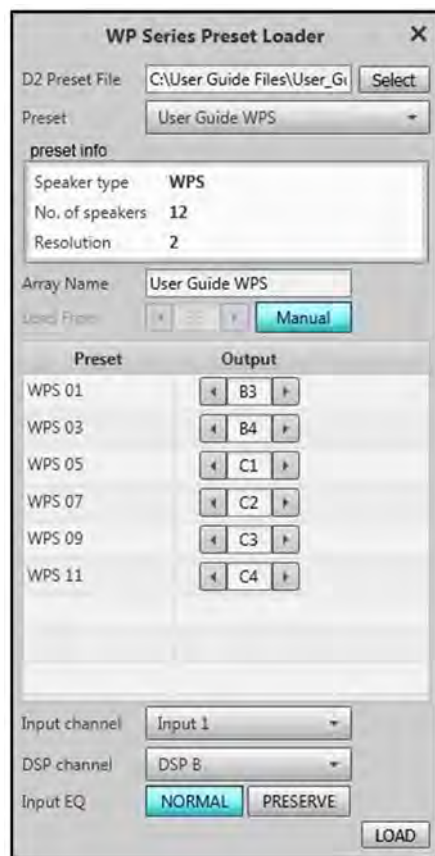 WP Series Preset Loader
D2 Preset File C:\User Guide Files\User_Gu Select
Preset User Guide WPS
preset info
Speaker type WPS
No. of speakers 12
Resolution 2
Array Name User Guide WPS
Load From Manual
Preset Output
WPS 01 B3
WPS 03 B4
WPS 05 C1
WPS 07 C2
WPS 09 C3
WPS 11 C4
Input channel Input 1
DSP channel DSP B
Input EQ NORMAL PRESERVE
LOAD